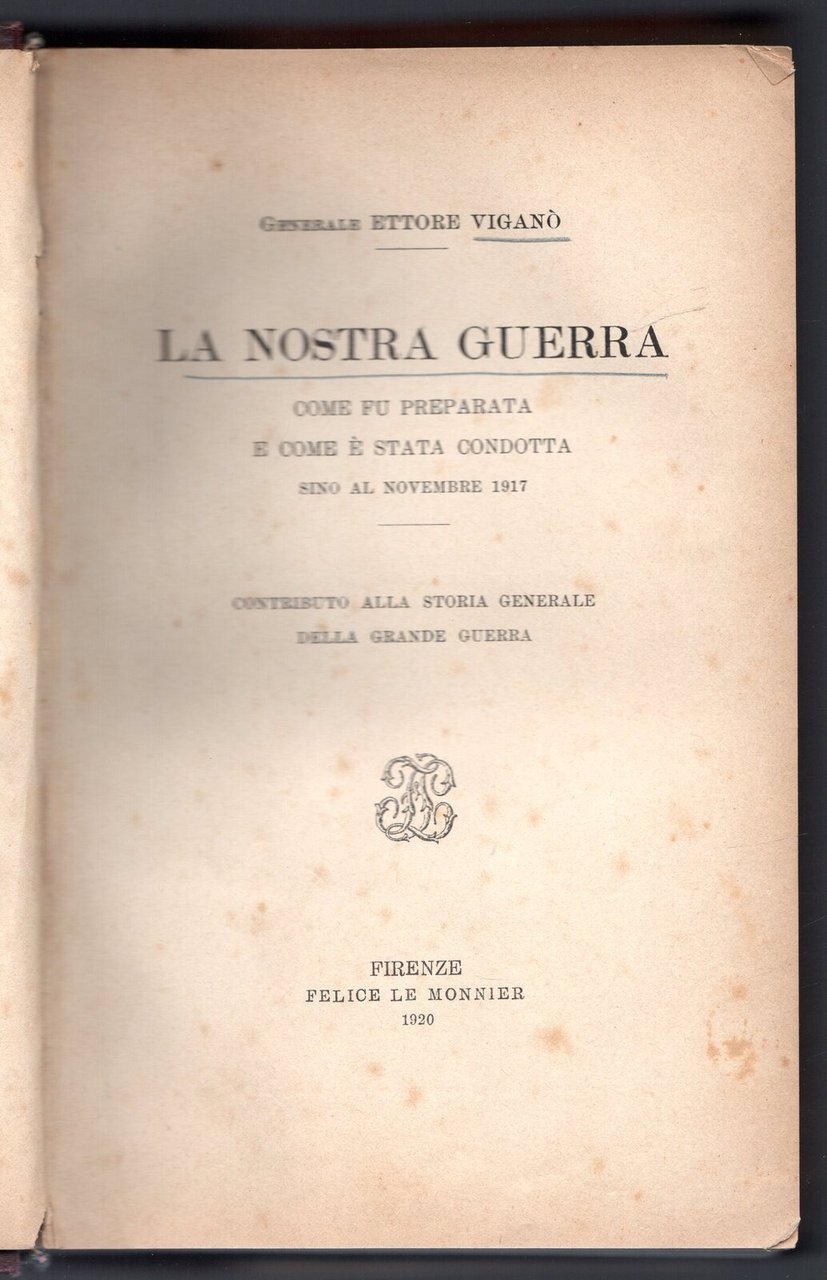 GENERALE ETTORE VIGANÒ
LA NOSTRA GUERRA
COME FU PREPARATA
E COME È STATA CONDOTTA
SINO AL NOVEMBRE 1917
CONTRIBUTO ALLA STORIA GENERALE
DELLA GRANDE GUERRA
FIRENZE
FELICE LE MONNIER
1920